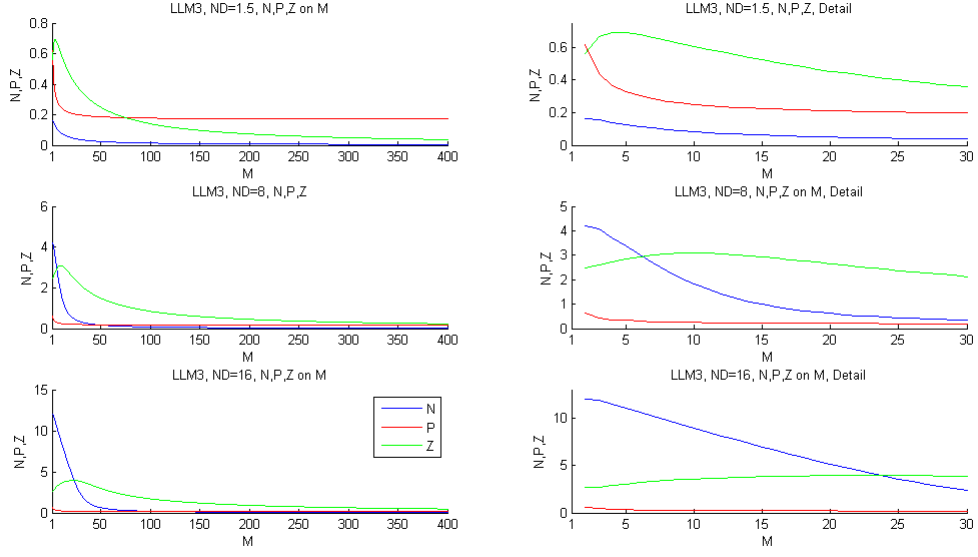 LLM3, ND=1.5, N,P,Z on M
N,P,Z
0.8
0.6
0.4
0.2
0
1 50 100 150 200 250 300 350 400
M
LLM3, ND=1.5, N,P,Z, Detail
N,P,Z
0.6
0.4
0.2
0
1 5 10 15 20 25 30
M
LLM3, ND=8, N,P,Z
N,P,Z
6
4
2
0
1 50 100 150 200 250 300 350 400
M
LLM3, ND=8, N,P,Z on M, Detail
N,P,Z
5
4
3
2
1
0
1 5 10 15 20 25 30
M
LLM3, ND=16, N,P,Z on M
N,P,Z
15
10
5
0
1 50 100 150 200 250 300 350 400
M
N
P
Z
LLM3, ND=16, N,P,Z on M, Detail
N,P,Z
10
5
0
1 5 10 15 20 25 30
M